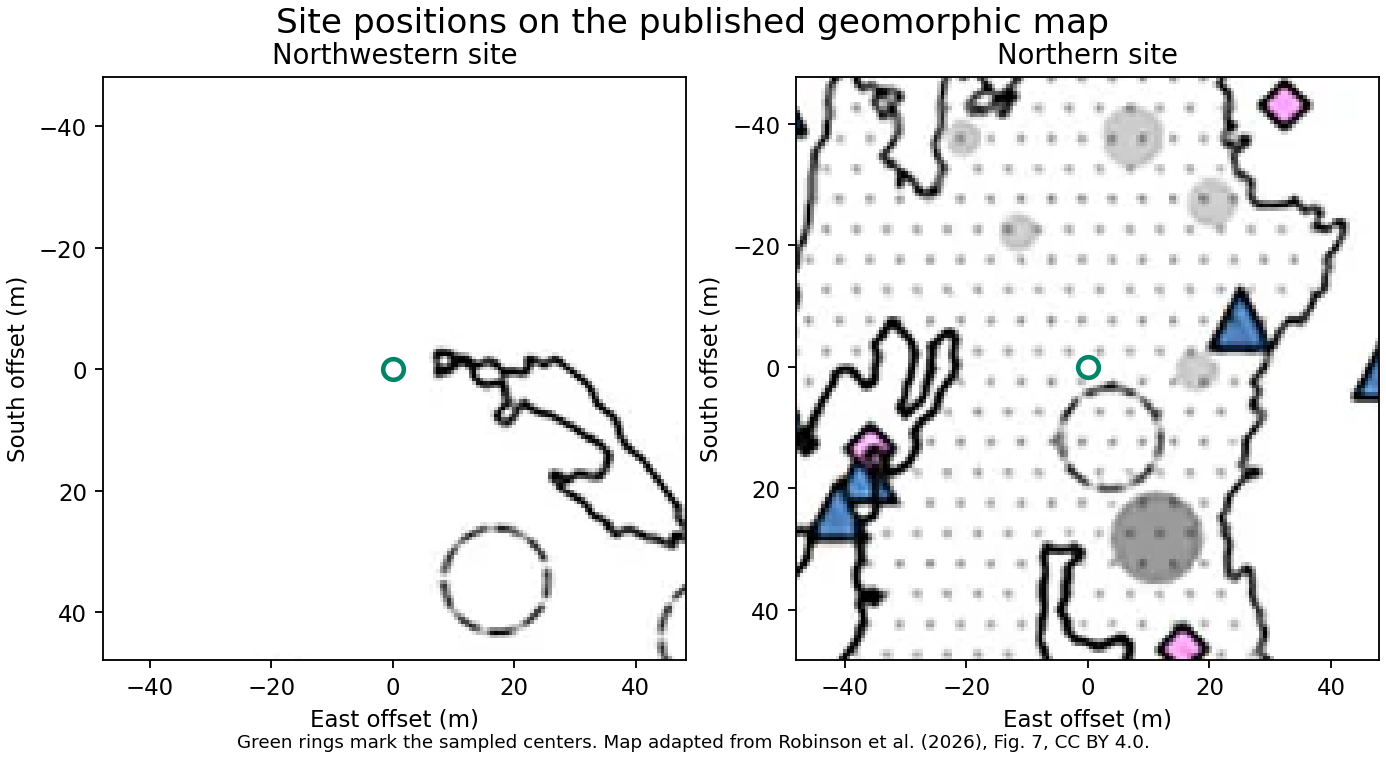 Site positions on the published geomorphic map
Northwestern site
Northern site
−40
−20
0
20
40
South offset (m)
−40
−20
0
20
40
East offset (m)
−40
−20
0
20
40
South offset (m)
−40
−20
0
20
40
East offset (m)
Green rings mark the sampled centers. Map adapted from Robinson et al. (2026), Fig. 7, CC BY 4.0.